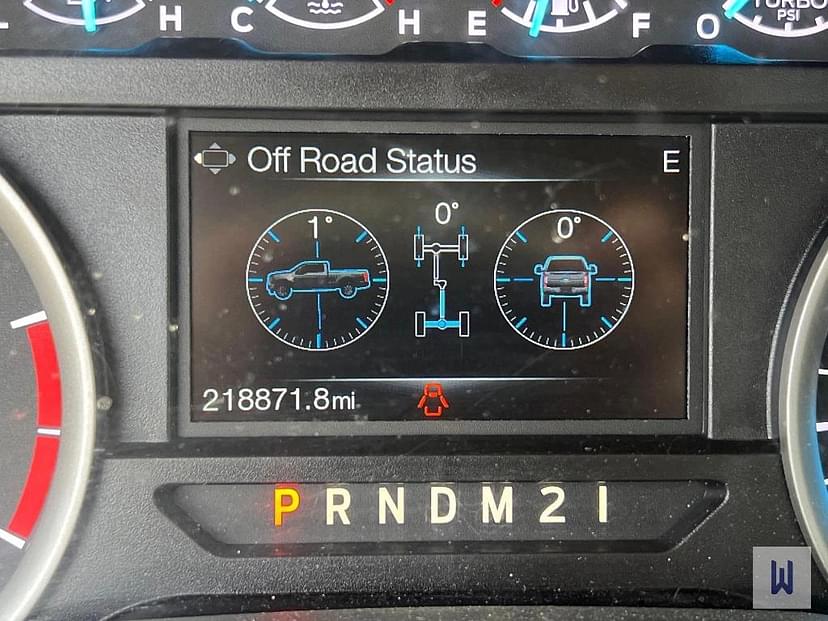 H C H E F O TURBO
PSI
Off Road Status E
1° 0° 0°
218871.8mi
P R N D M 2 1
W